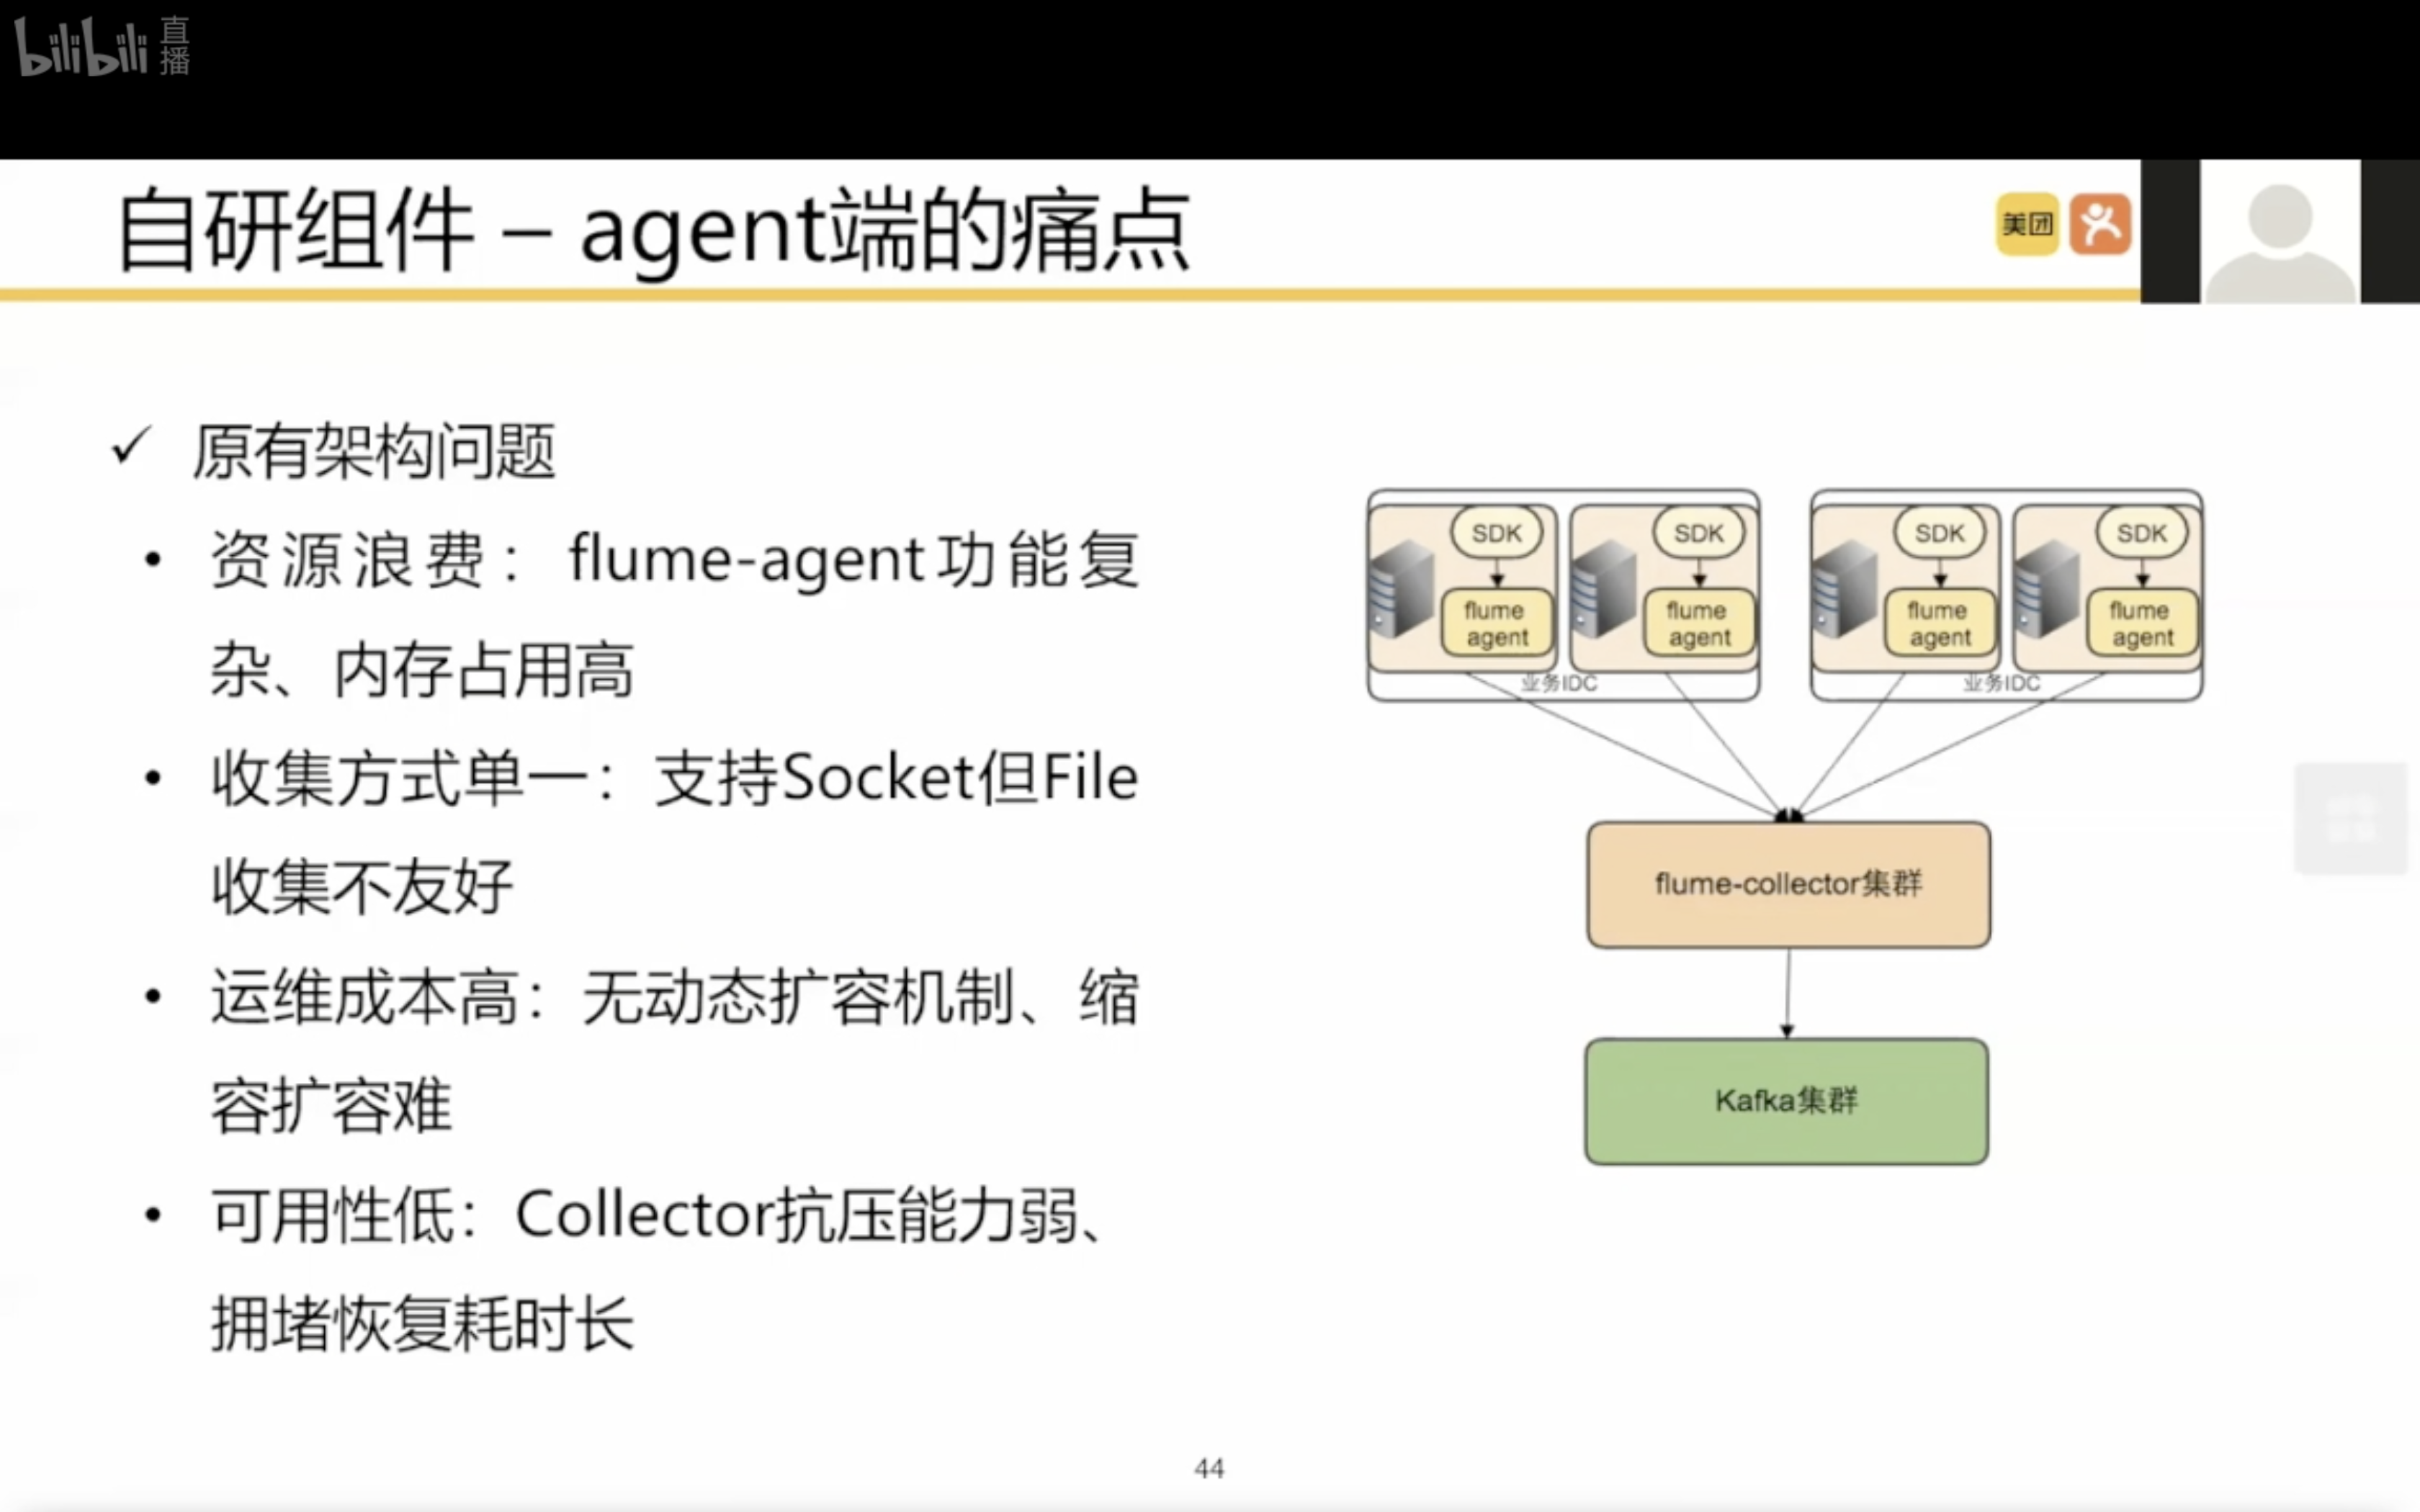 bilibili 直播
自研组件 – agent端的痛点
美团
✓ 原有架构问题
• 资源浪费：flume-agent功能复
杂、内存占用高
• 收集方式单一：支持Socket但File
收集不友好
• 运维成本高：无动态扩容机制、缩
容扩容难
• 可用性低：Collector抗压能力弱、
拥堵恢复耗时长
SDK SDK SDK SDK
flume agent flume agent flume agent flume agent
业务IDC 业务IDC
flume-collector集群
Kafka集群
44